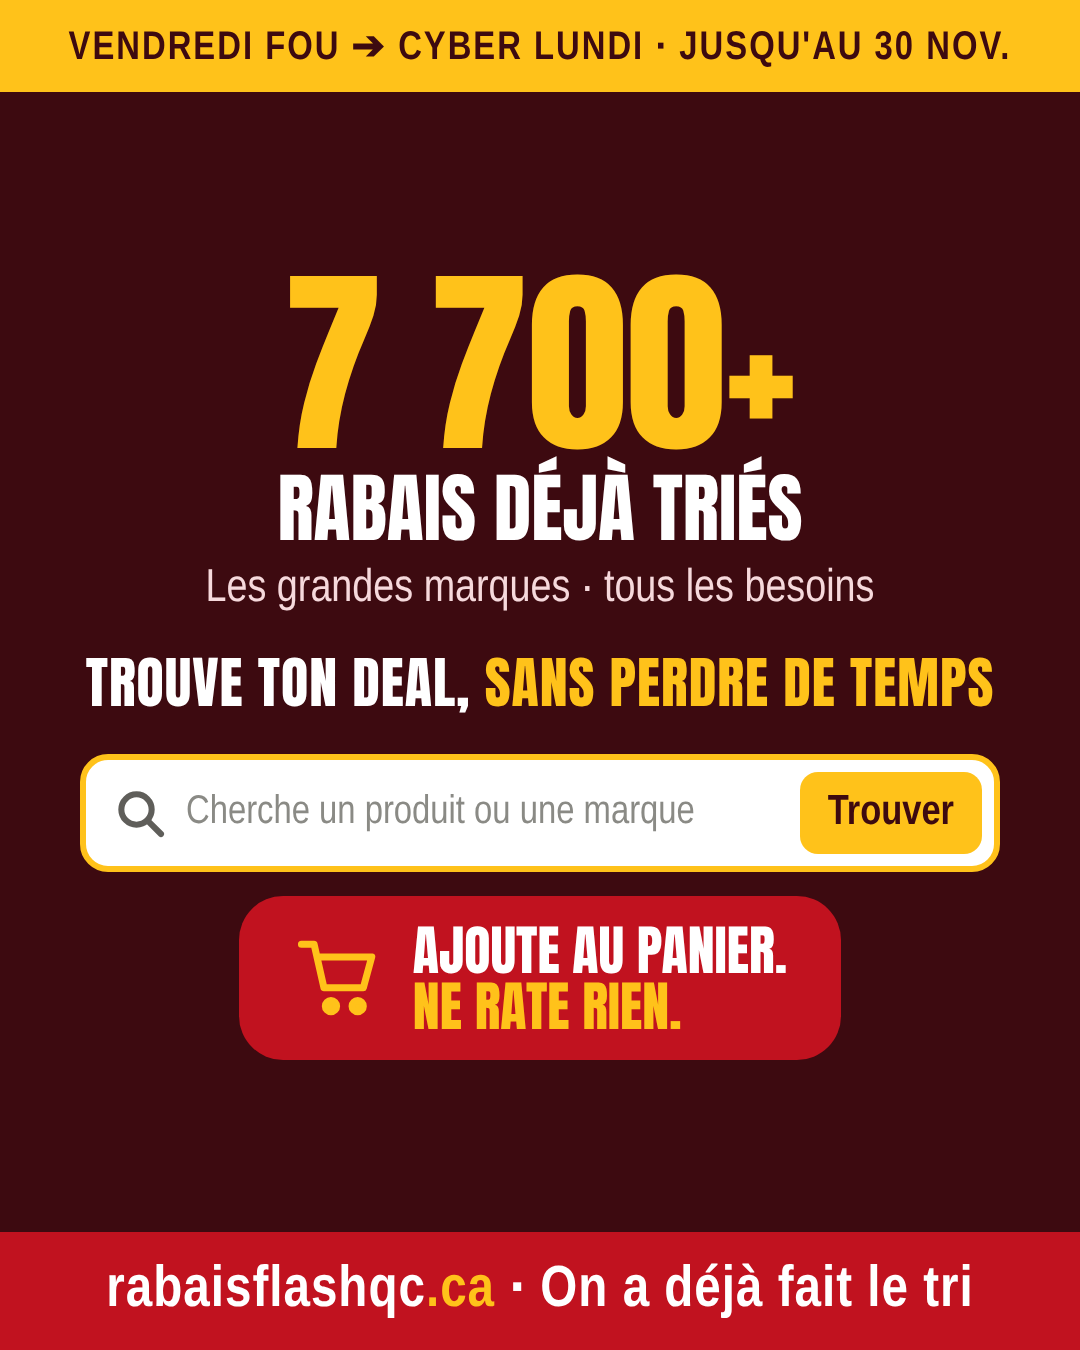 VENDREDI FOU ➔ CYBER LUNDI · JUSQU'AU 30 NOV.
7 700+
RABAIS DÉJÀ TRIÉS
Les grandes marques · tous les besoins
TROUVE TON DEAL, SANS PERDRE DE TEMPS
Cherche un produit ou une marque Trouver
AJOUTE AU PANIER.
NE RATE RIEN.
rabaisflashqc.ca · On a déjà fait le tri